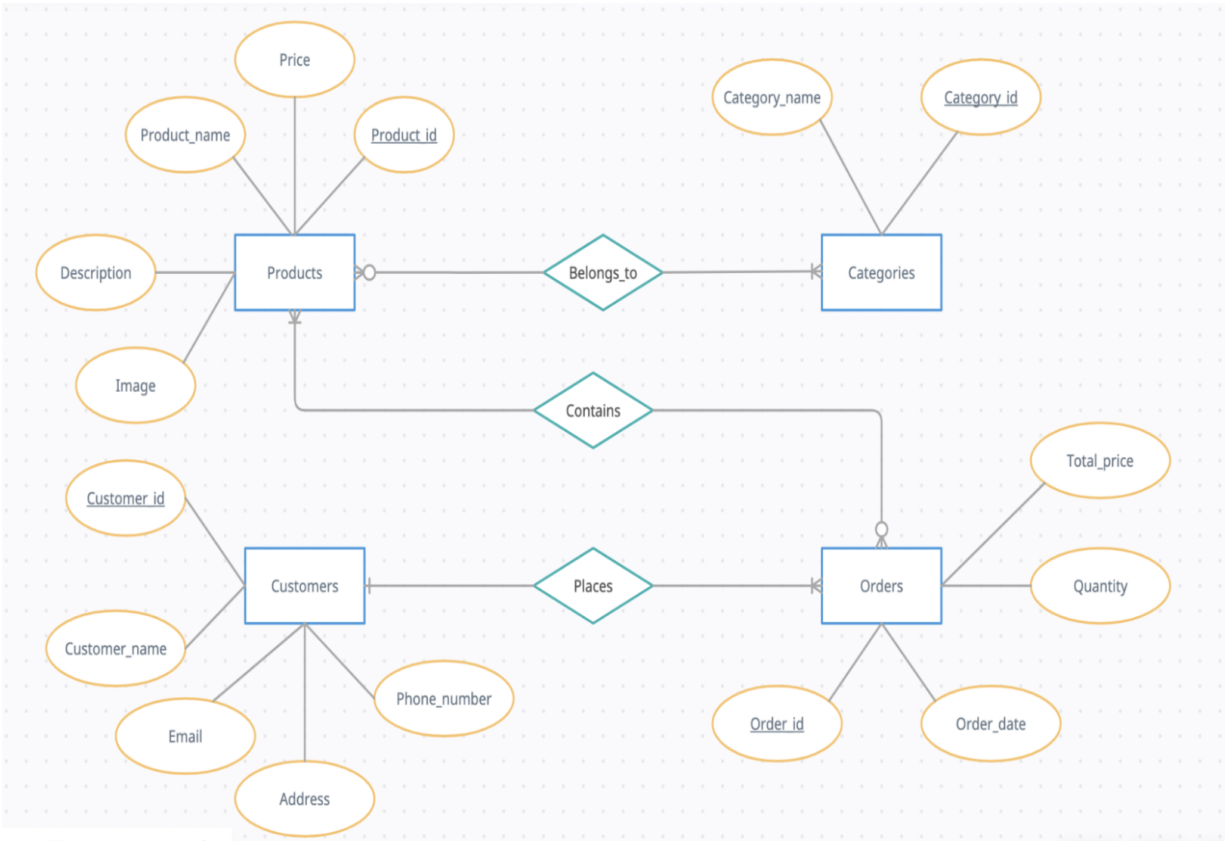 Price
Product_name
Product_id
Category_name
Category_id
Description
Products
Belongs_to
Categories
Image
Contains
Total_price
Customer_id
Customers
Places
Orders
Quantity
Customer_name
Phone_number
Email
Order_id
Order_date
Address